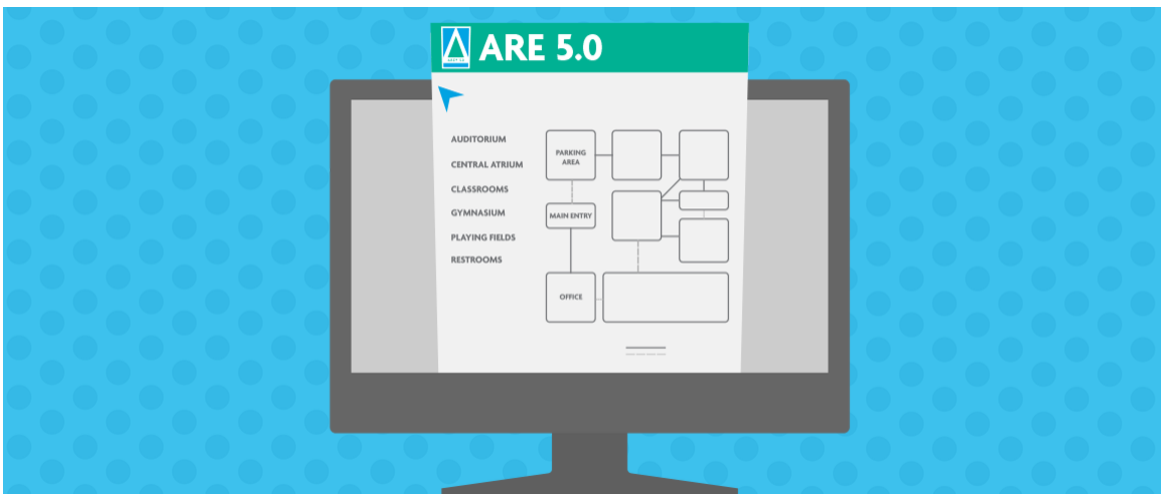 ARE 5.0
AUDITORIUM
CENTRAL ATRIUM
CLASSROOMS
GYMNASIUM
PLAYING FIELDS
RESTROOMS
PARKING
AREA
MAIN ENTRY
OFFICE